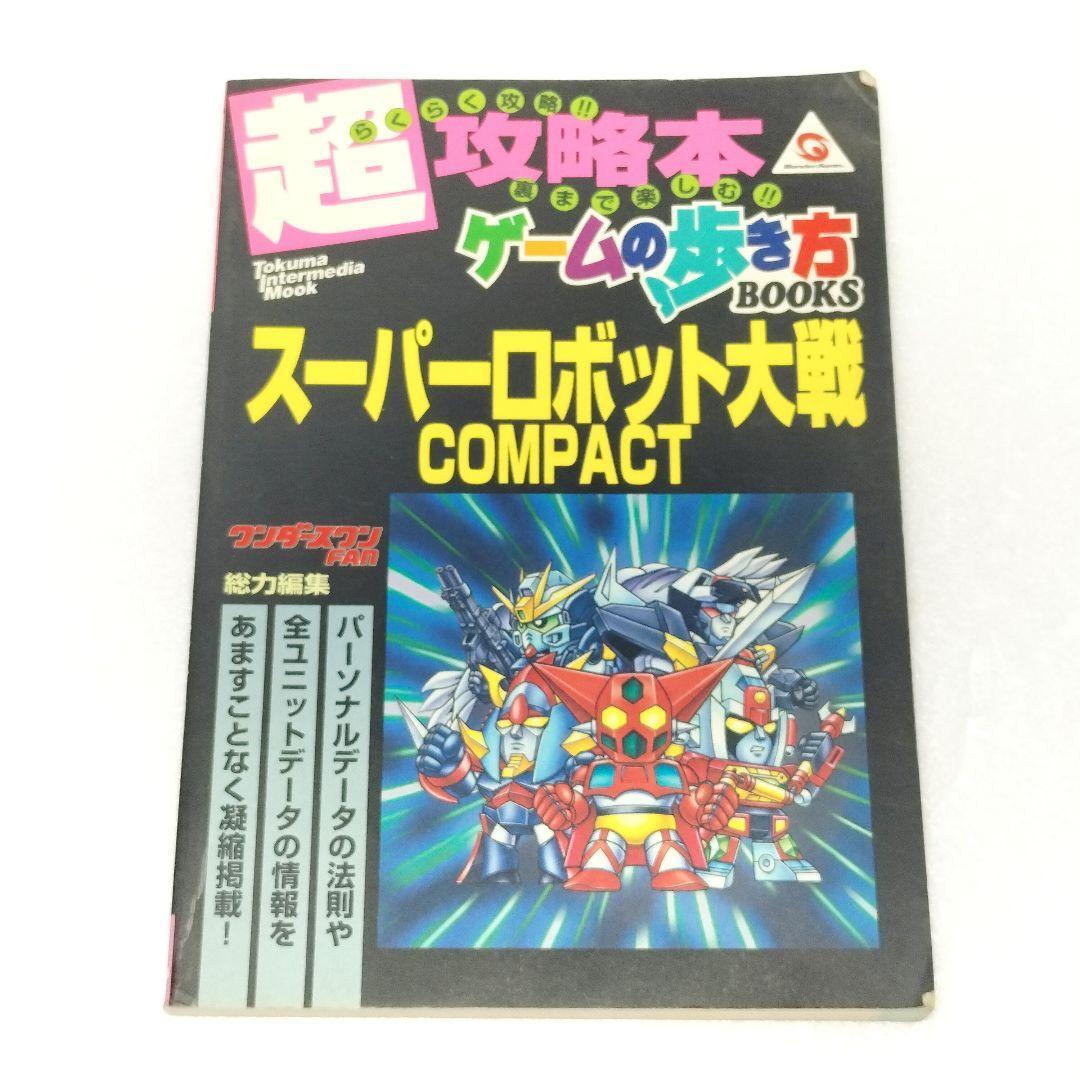 超
らくらく攻略!!
攻略本
裏まで楽しむ!!
WonderSwan
Tokuma
Intermedia
Mook
ゲームの歩き方
BOOKS
スーパーロボット大戦
COMPACT
ワンダースワン
FAN
総力編集
パーソナルデータの法則や
全ユニットデータの情報を
あますことなく凝縮掲載!